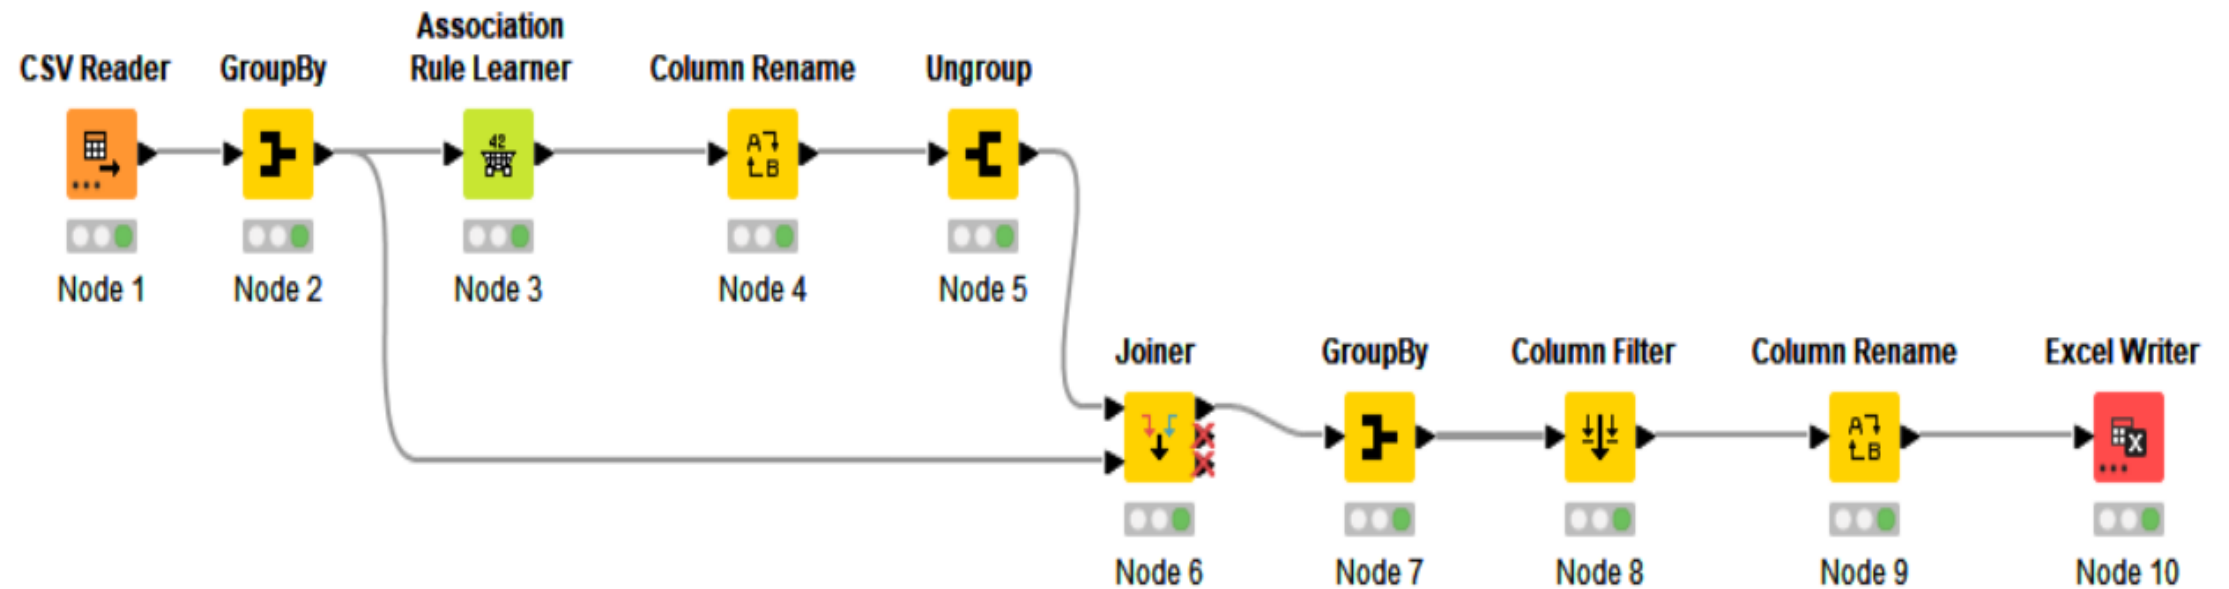 Association
CSV Reader GroupBy Rule Learner Column Rename Ungroup
42
A B A B
Node 1 Node 2 Node 3 Node 4 Node 5
Joiner GroupBy Column Filter Column Rename Excel Writer
A
B
X
Node 6 Node 7 Node 8 Node 9 Node 10